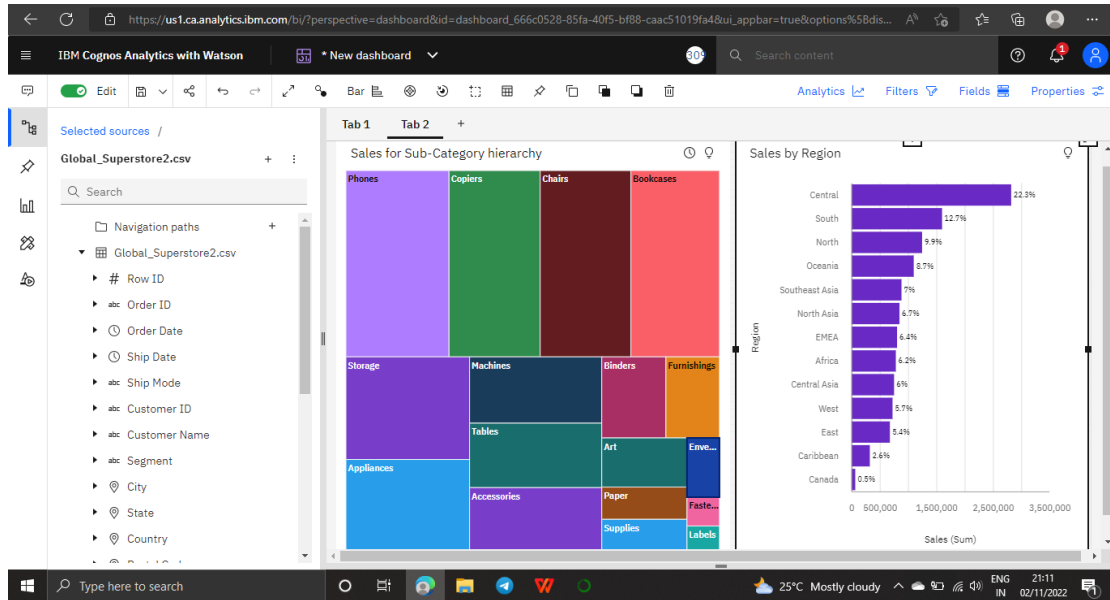 https://us1.ca.analytics.ibm.com/bi/?perspective=dashboard&id=dashboard_666c0528-85fa-40f5-bf88-caac51019fa4&ui_appbar=true&options%5Bdis...
IBM Cognos Analytics with Watson
* New dashboard
Search content
1
Edit
Bar
Analytics
Filters
Fields
Properties
Selected sources /
Tab 1
Tab 2
+
Global_Superstore2.csv
Search
Navigation paths
Global_Superstore2.csv
# Row ID
abc Order ID
Order Date
Ship Date
abc Ship Mode
abc Customer ID
abc Customer Name
abc Segment
City
State
Country
Sales for Sub-Category hierarchy
Phones
Copiers
Chairs
Bookcases
Storage
Machines
Binders
Furnishings
Tables
Art
Enve...
Appliances
Accessories
Paper
Faste...
Supplies
Labels
Sales by Region
Region
Central 22.3%
South 12.7%
North 9.9%
Oceania 8.7%
Southeast Asia 7%
North Asia 6.7%
EMEA 6.4%
Africa 6.2%
Central Asia 6%
West 5.7%
East 5.4%
Caribbean 2.6%
Canada 0.5%
0 500,000 1,500,000 2,500,000 3,500,000
Sales (Sum)
Type here to search
25°C Mostly cloudy
ENG
IN
21:11
02/11/2022